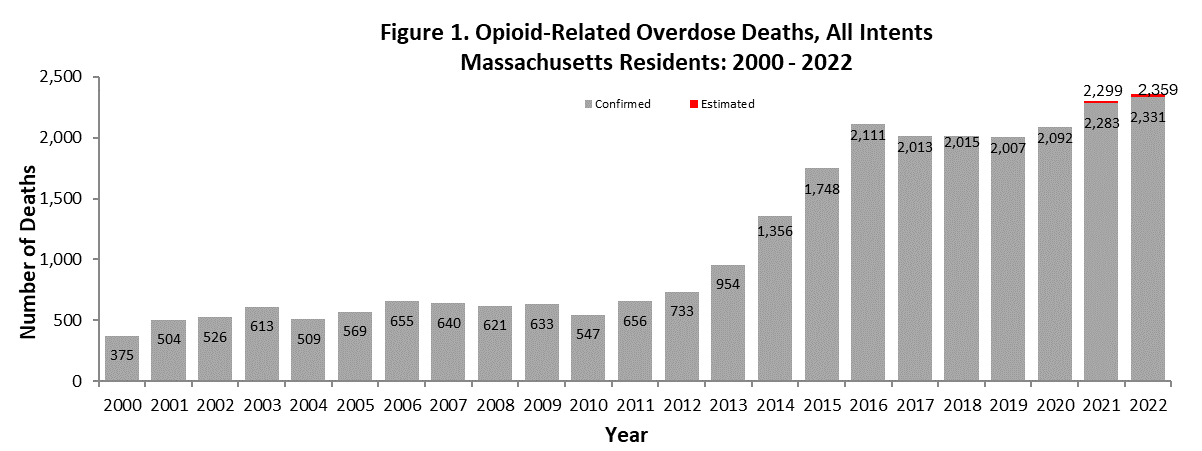 Figure 1. Opioid-Related Overdose Deaths, All Intents
Massachusetts Residents: 2000 - 2022
Confirmed Estimated
Number of Deaths
2,500
2,000
1,500
1,000
500
0
375 504 526 613 509 569 655 640 621 633 547 656 733 954 1,356 1,748 2,111 2,013 2,015 2,007 2,092 2,283 2,331
2,299 2,359
2000 2001 2002 2003 2004 2005 2006 2007 2008 2009 2010 2011 2012 2013 2014 2015 2016 2017 2018 2019 2020 2021 2022
Year